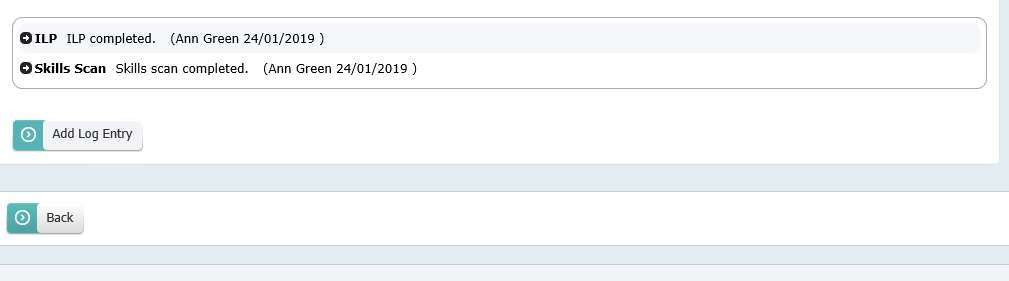 ILP ILP completed. (Ann Green 24/01/2019 )
Skills Scan Skills scan completed. (Ann Green 24/01/2019 )
Add Log Entry
Back